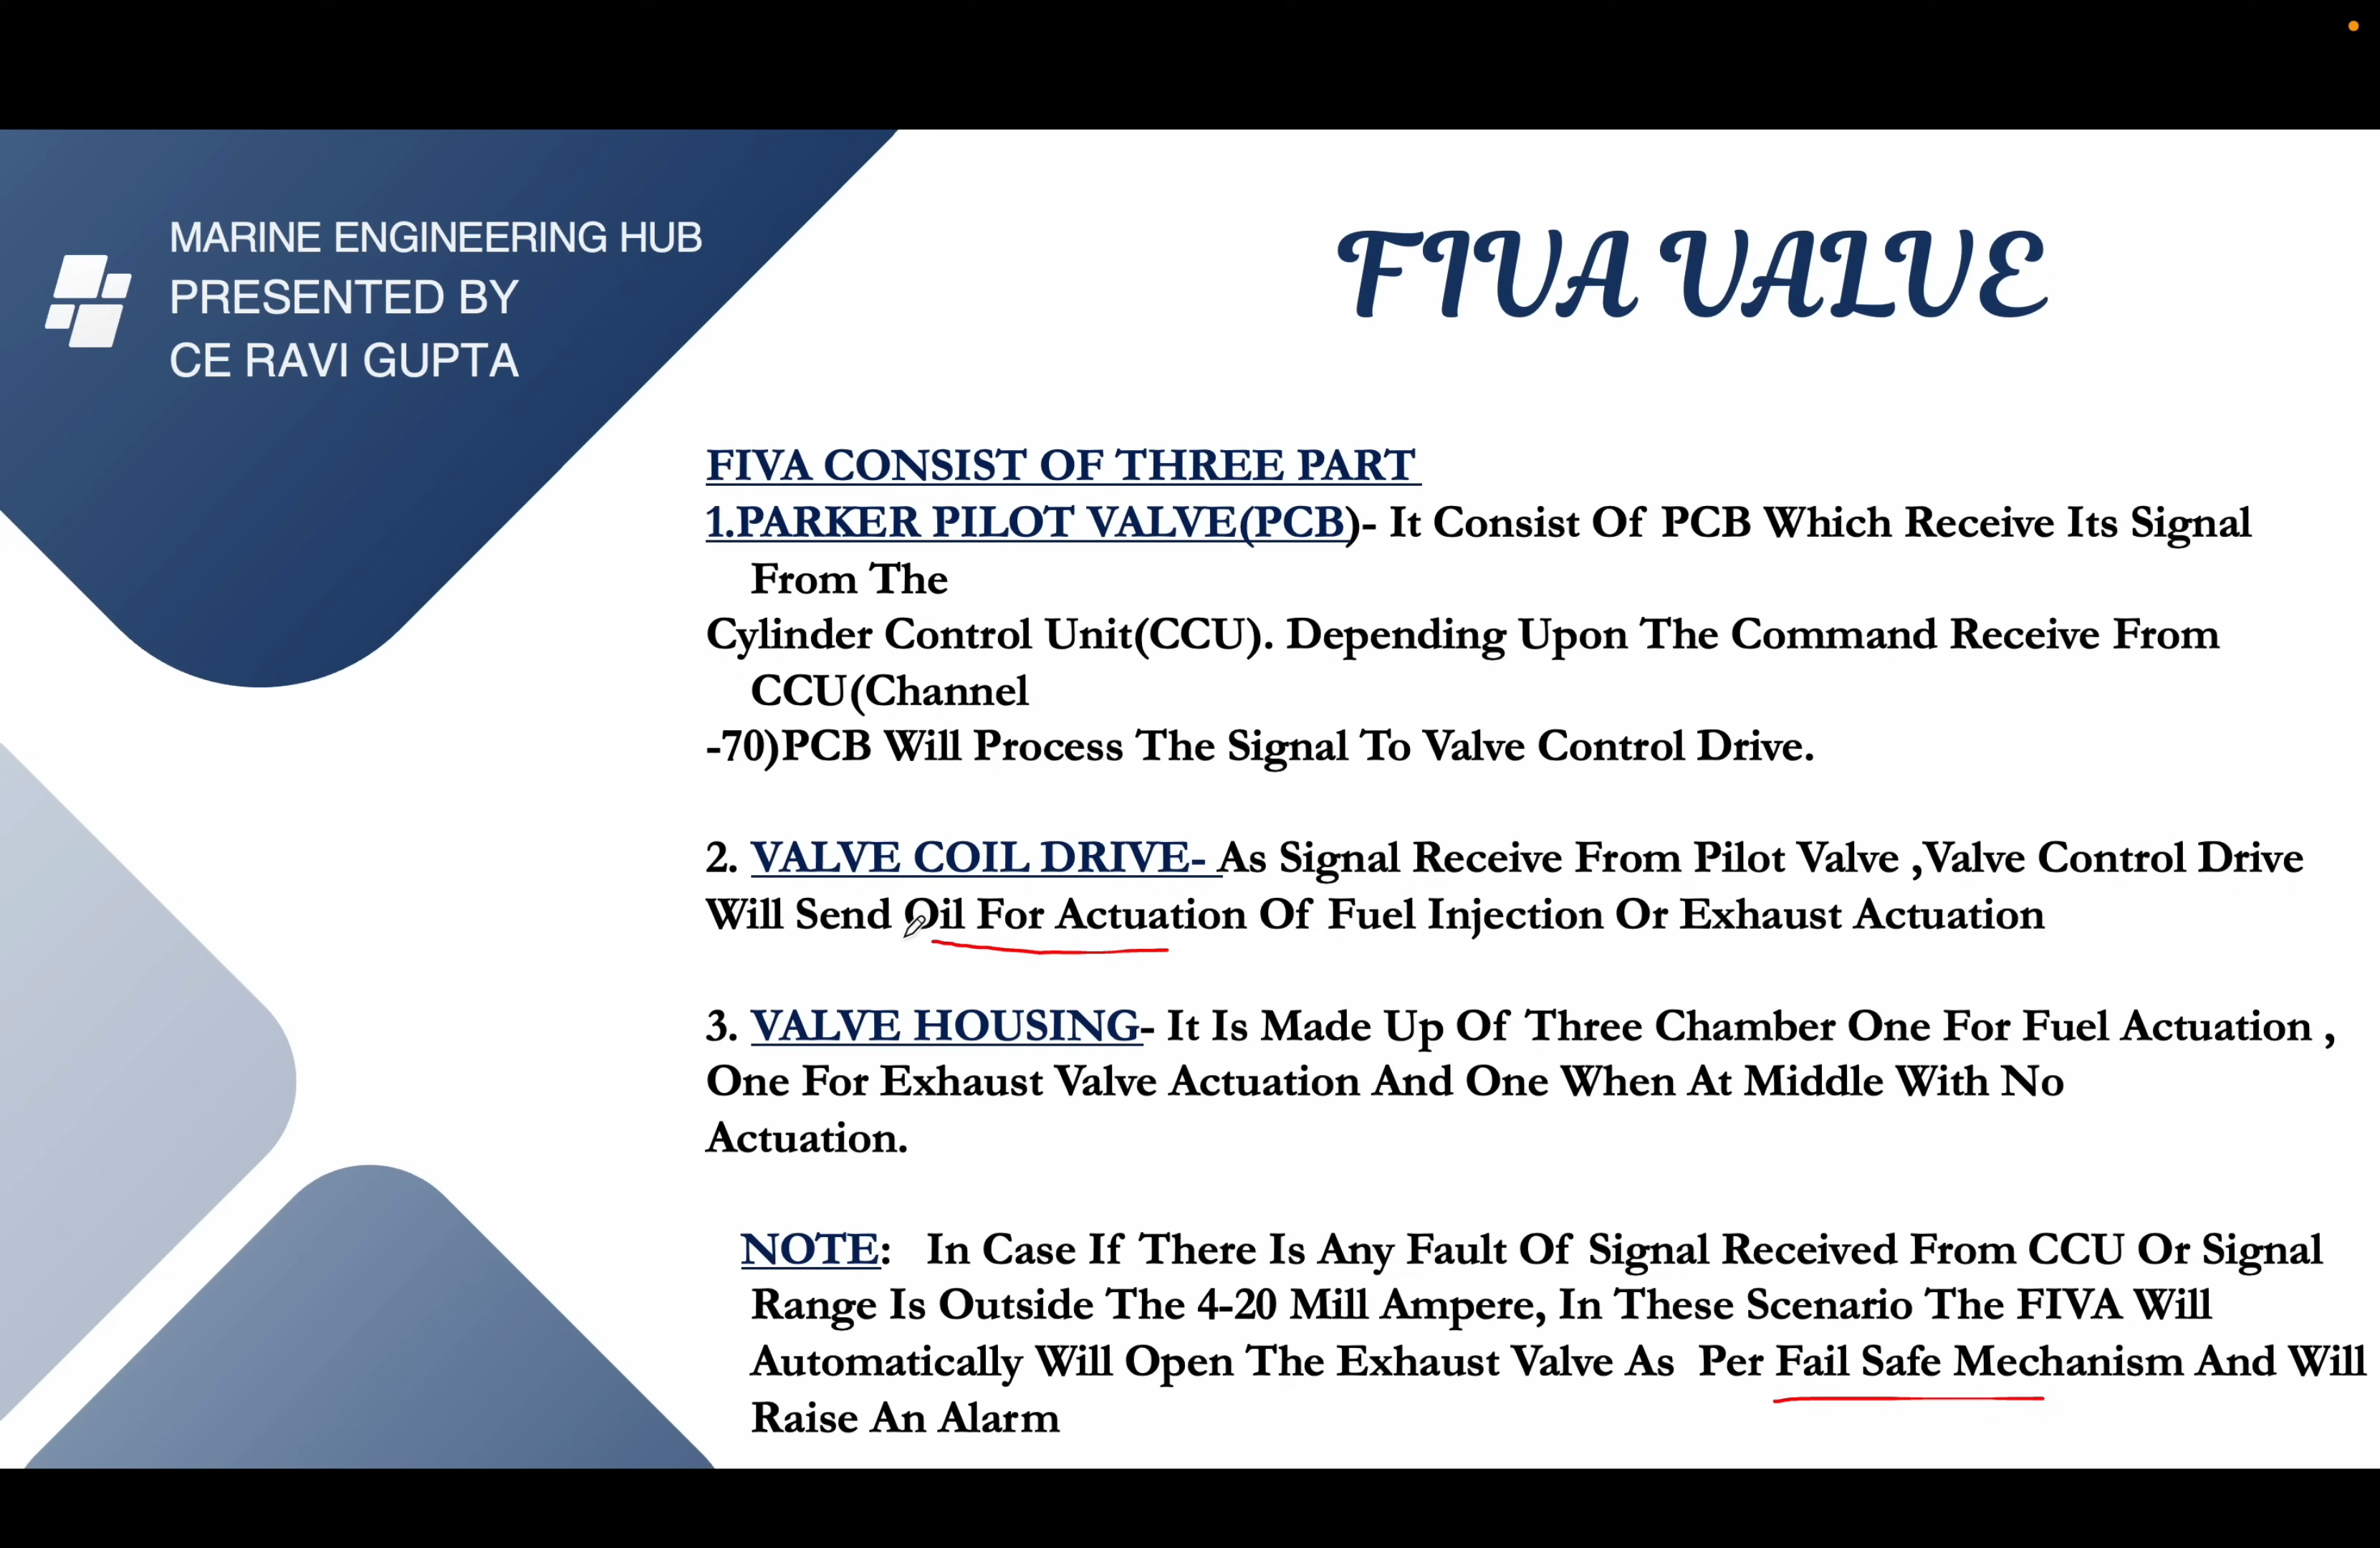 MARINE ENGINEERING HUB
PRESENTED BY
CE RAVI GUPTA
FIVA VALVE
FIVA CONSIST OF THREE PART
1.PARKER PILOT VALVE(PCB)- It Consist Of PCB Which Receive Its Signal
From The
Cylinder Control Unit(CCU). Depending Upon The Command Receive From
CCU(Channel
-70)PCB Will Process The Signal To Valve Control Drive.
2. VALVE COIL DRIVE- As Signal Receive From Pilot Valve ,Valve Control Drive
Will Send Oil For Actuation Of Fuel Injection Or Exhaust Actuation
3. VALVE HOUSING- It Is Made Up Of Three Chamber One For Fuel Actuation ,
One For Exhaust Valve Actuation And One When At Middle With No
Actuation.
NOTE: In Case If There Is Any Fault Of Signal Received From CCU Or Signal
Range Is Outside The 4-20 Mill Ampere, In These Scenario The FIVA Will
Automatically Will Open The Exhaust Valve As Per Fail Safe Mechanism And Will
Raise An Alarm